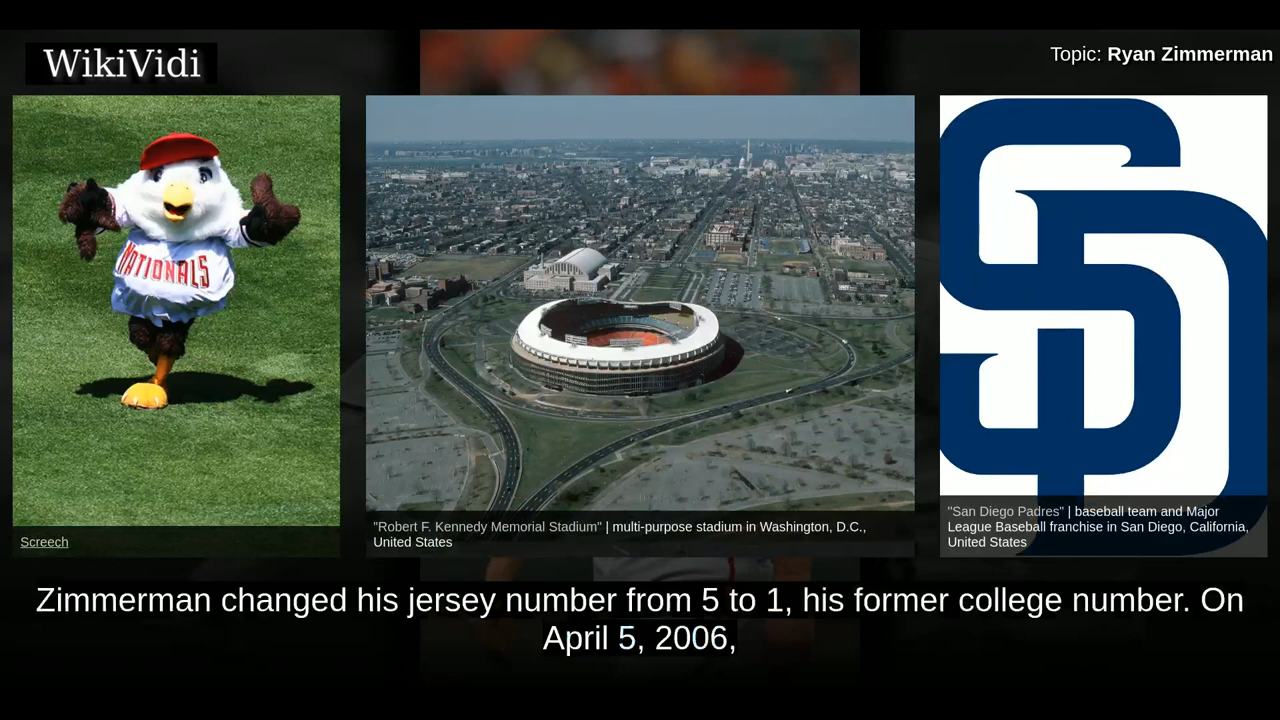 WikiVidi
Topic: Ryan Zimmerman
NATIONALS
Screech
"Robert F. Kennedy Memorial Stadium" | multi-purpose stadium in Washington, D.C.,
United States
SD
"San Diego Padres" | baseball team and Major
League Baseball franchise in San Diego, California,
United States
Zimmerman changed his jersey number from 5 to 1, his former college number. On
April 5, 2006,